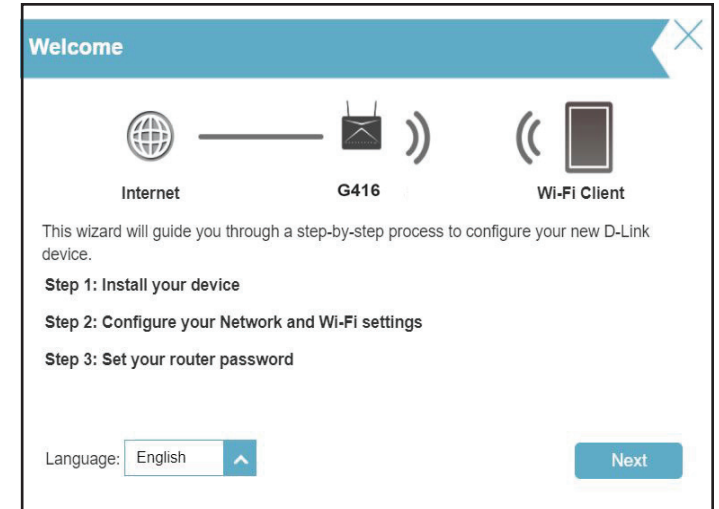 Welcome
Internet
G416
Wi-Fi Client
This wizard will guide you through a step-by-step process to configure your new D-Link
device.
Step 1: Install your device
Step 2: Configure your Network and Wi-Fi settings
Step 3: Set your router password
Language: English
Next